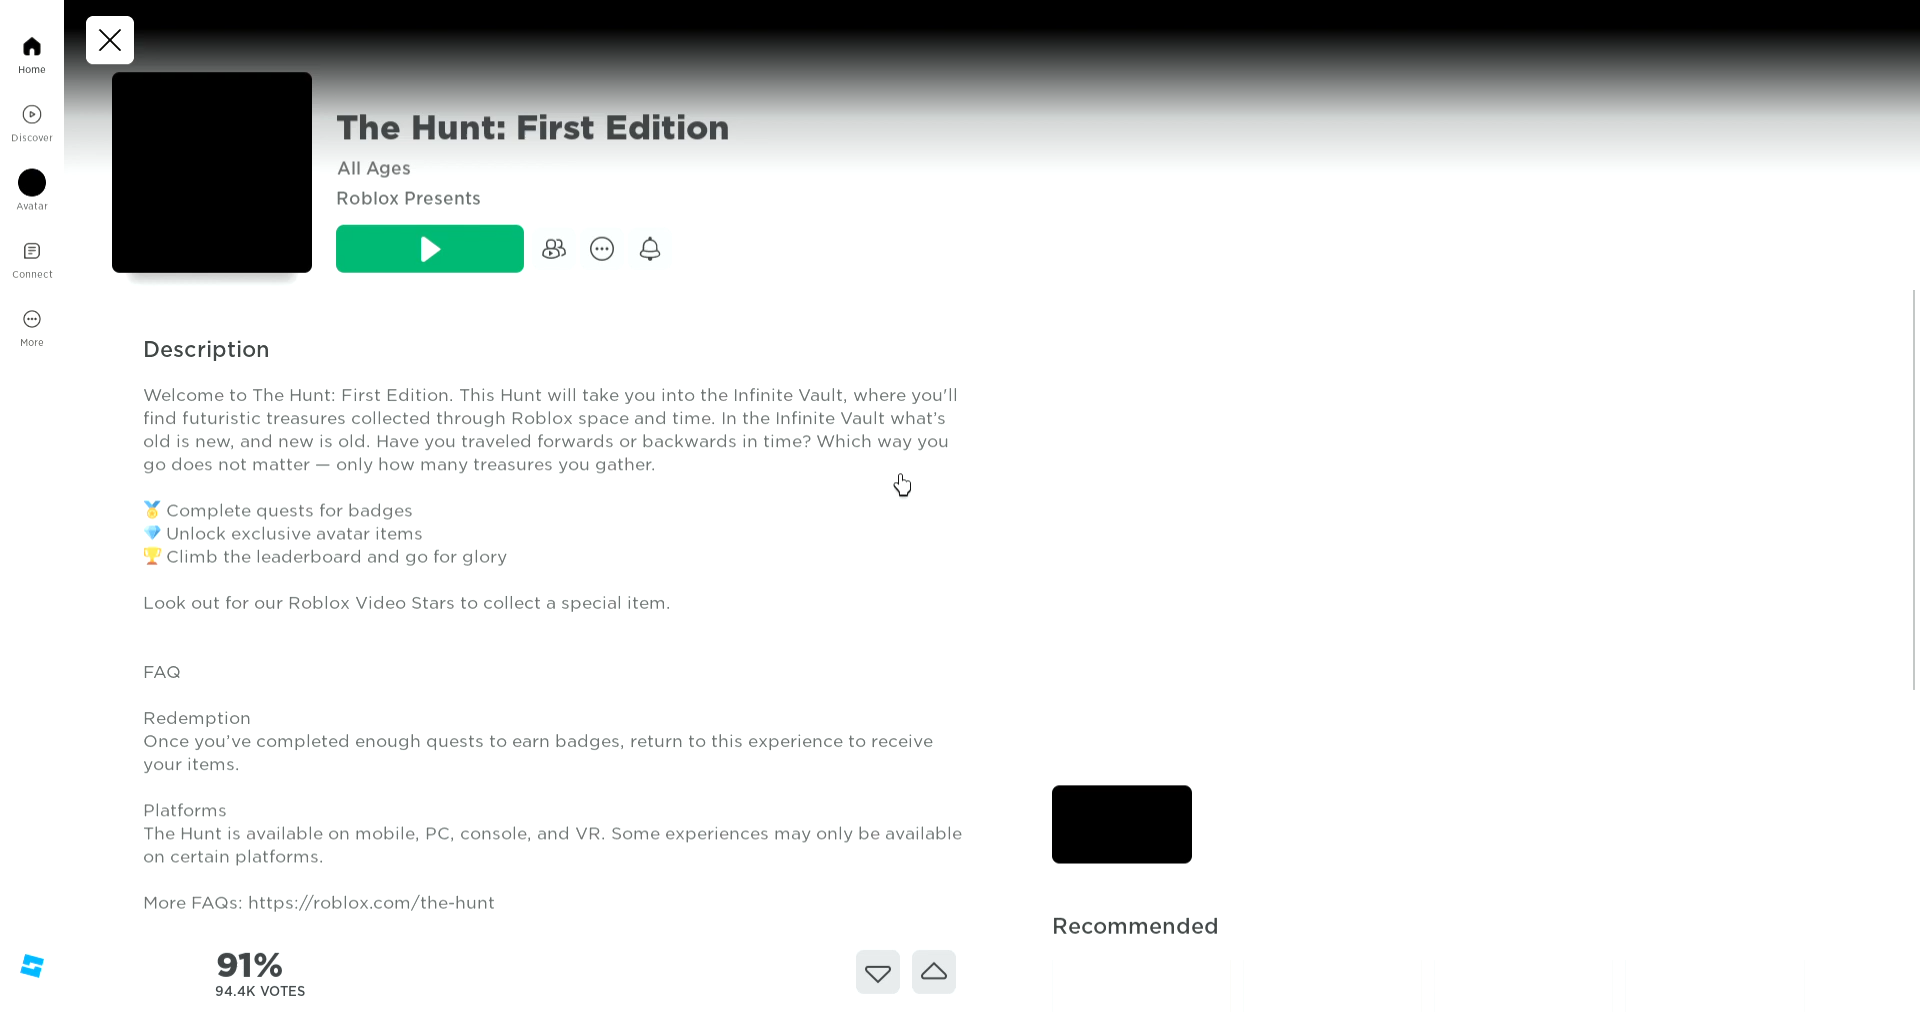 Home
Discover
Avatar
Connect
More
The Hunt: First Edition
All Ages
Roblox Presents
Description
Welcome to The Hunt: First Edition. This Hunt will take you into the Infinite Vault, where you'll
find futuristic treasures collected through Roblox space and time. In the Infinite Vault what’s
old is new, and new is old. Have you traveled forwards or backwards in time? Which way you
go does not matter — only how many treasures you gather.
🏅 Complete quests for badges
💎 Unlock exclusive avatar items
🏆 Climb the leaderboard and go for glory
Look out for our Roblox Video Stars to collect a special item.
FAQ
Redemption
Once you’ve completed enough quests to earn badges, return to this experience to receive
your items.
Platforms
The Hunt is available on mobile, PC, console, and VR. Some experiences may only be available
on certain platforms.
More FAQs: https://roblox.com/the-hunt
91%
94.4K VOTES
Recommended